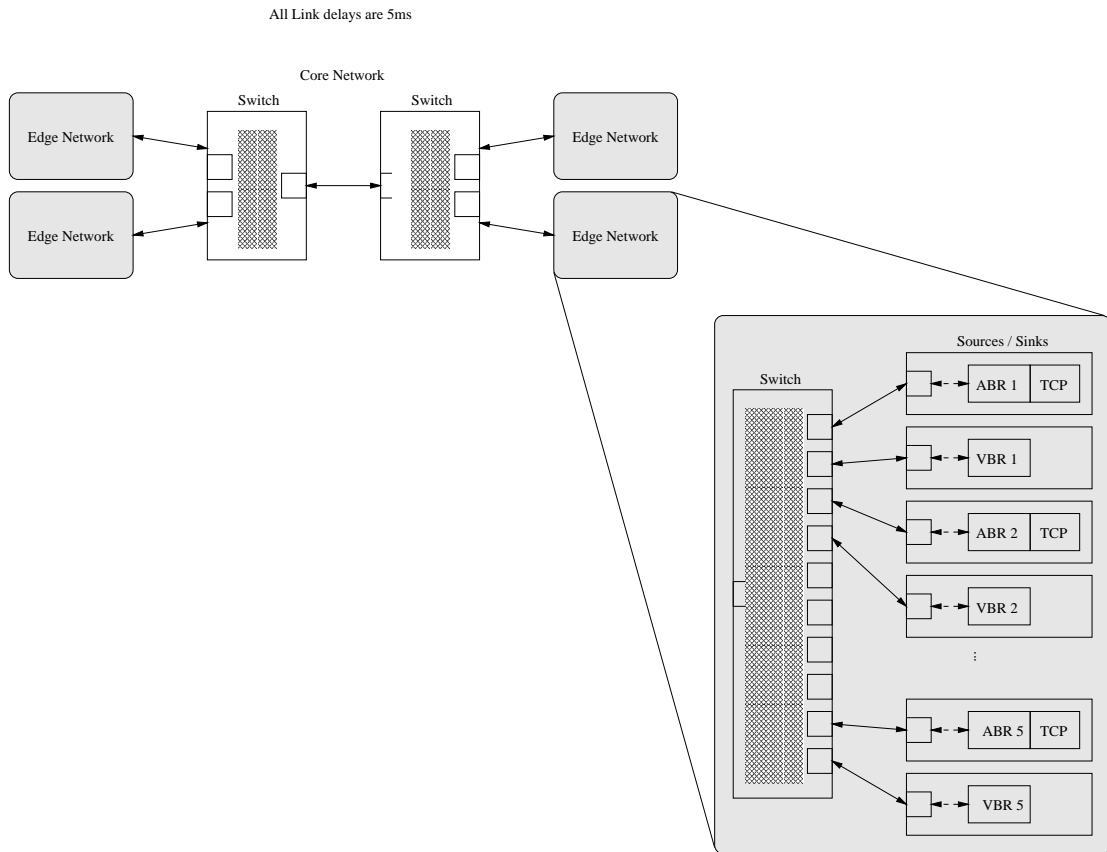 All Link delays are 5ms
Core Network
Switch
Switch
Edge Network
Edge Network
Edge Network
Edge Network
Sources / Sinks
Switch
ABR 1
TCP
VBR 1
ABR 2
TCP
VBR 2
...
ABR 5
TCP
VBR 5